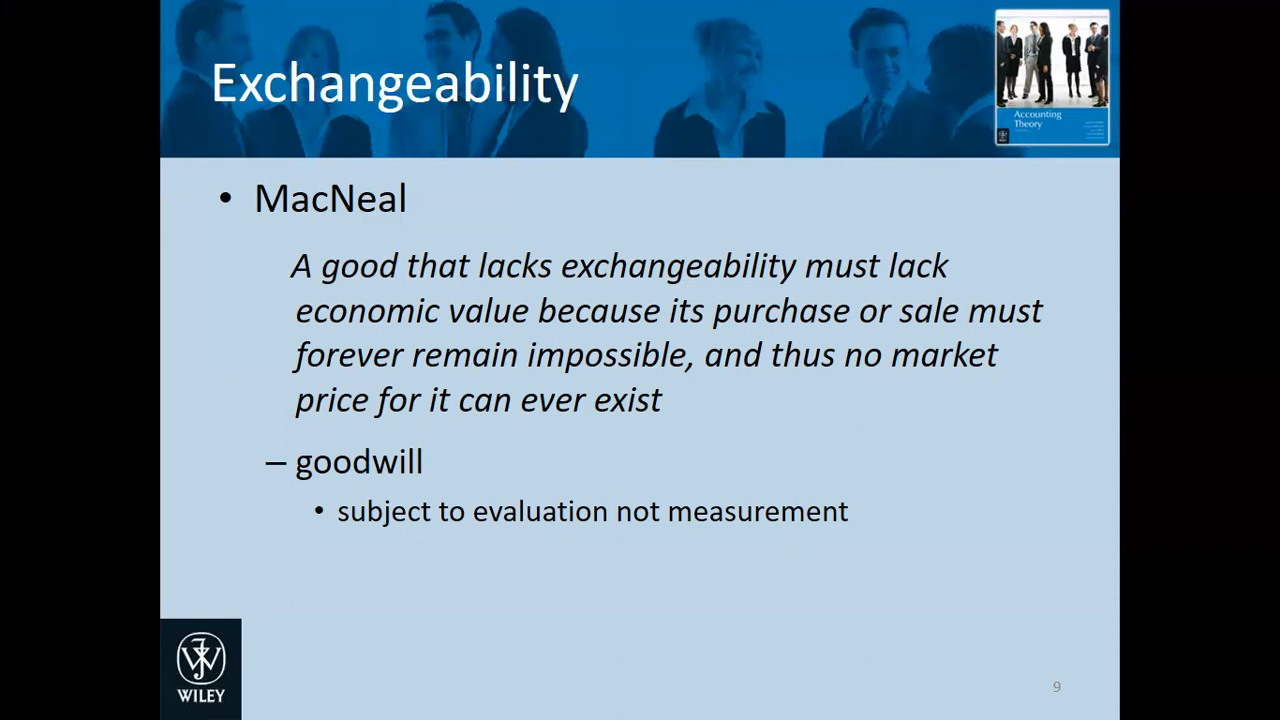 Exchangeability
Accounting
Theory
• MacNeal
A good that lacks exchangeability must lack
economic value because its purchase or sale must
forever remain impossible, and thus no market
price for it can ever exist
– goodwill
• subject to evaluation not measurement
WILEY
9